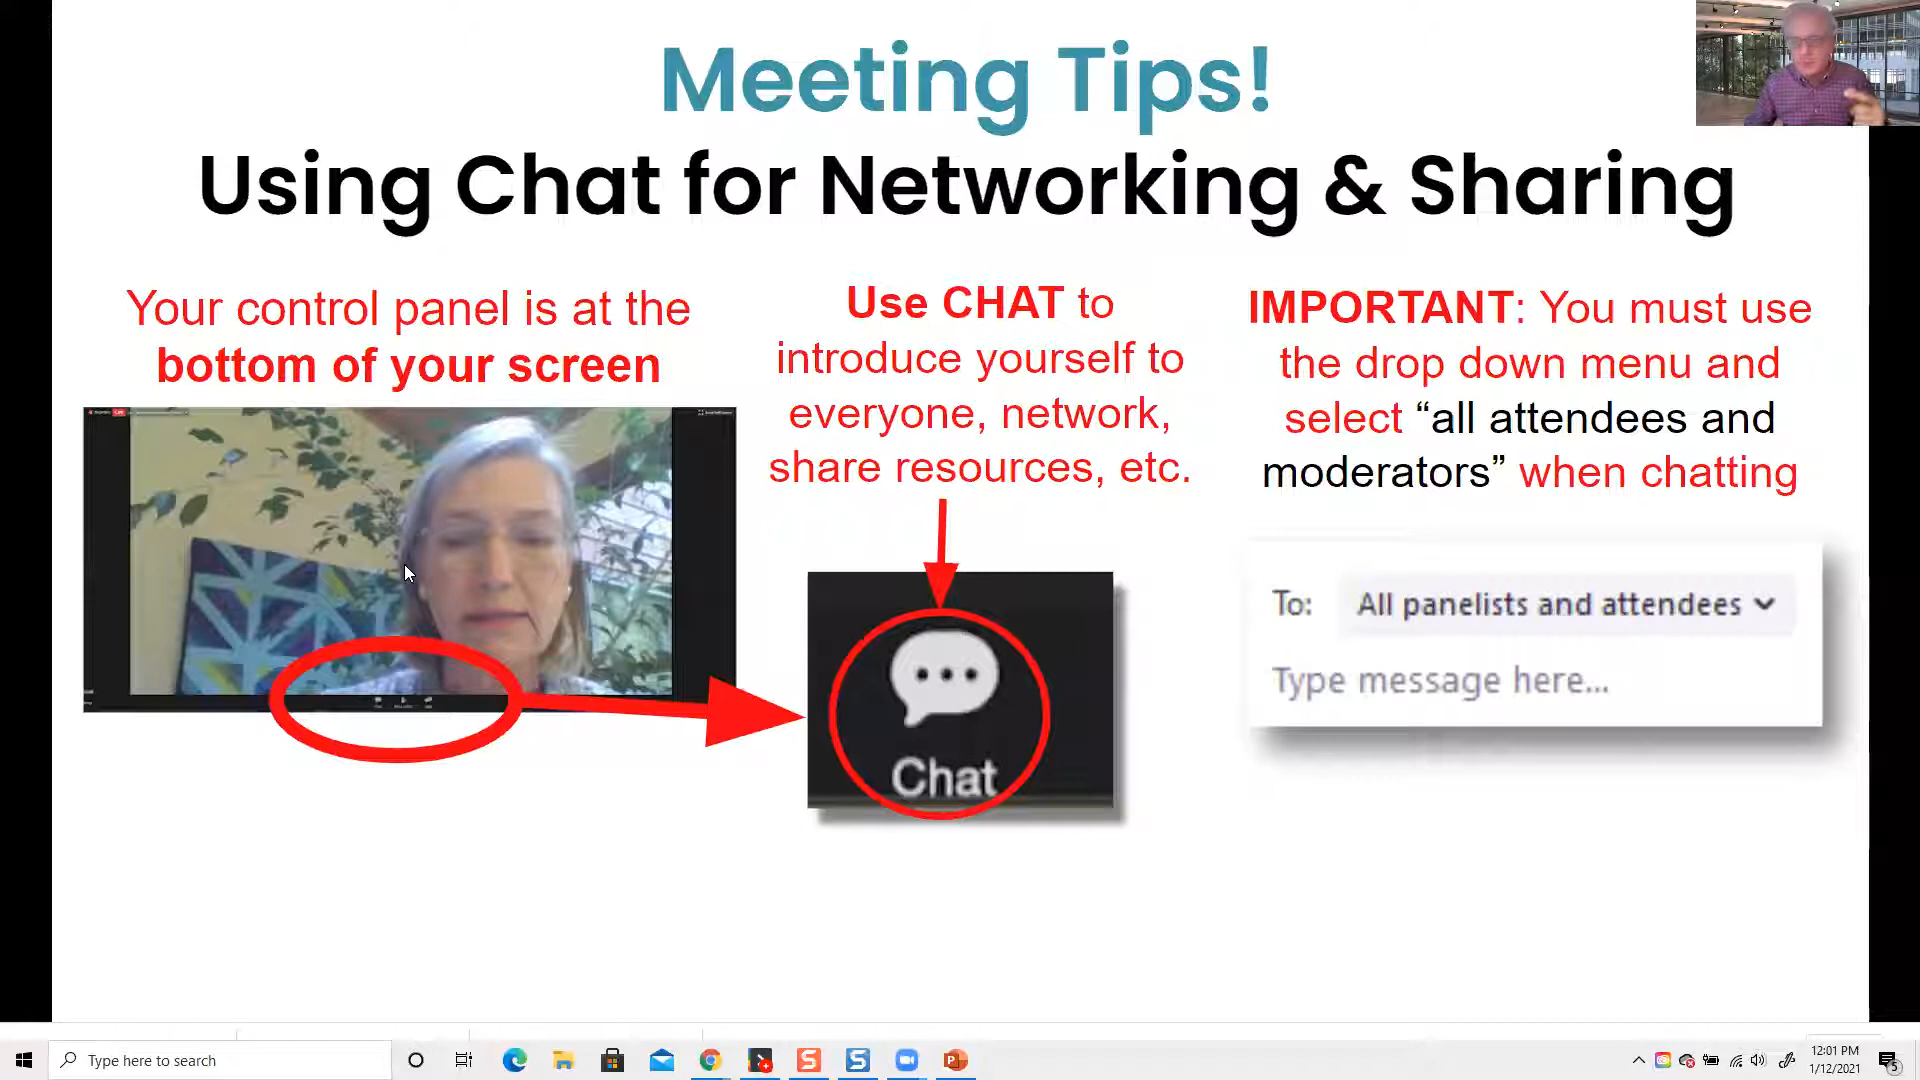 Meeting Tips!
Using Chat for Networking & Sharing
Your control panel is at the
bottom of your screen
Use CHAT to
introduce yourself to
everyone, network,
share resources, etc.
IMPORTANT: You must use
the drop down menu and
select “all attendees and
moderators” when chatting
Chat
To: All panelists and attendees
Type message here...
Type here to search
12:01 PM
1/12/2021
5